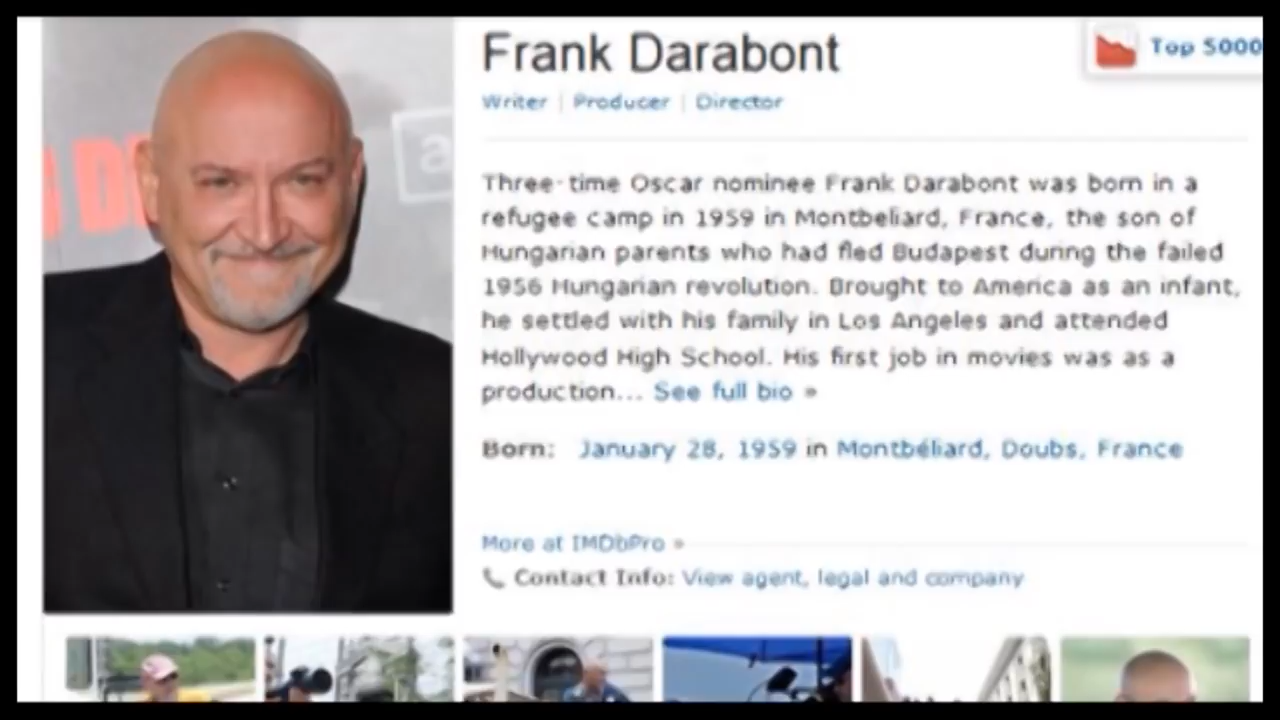 Frank Darabont
Top 5000
Writer | Producer | Director
Three-time Oscar nominee Frank Darabont was born in a
refugee camp in 1959 in Montbeliard, France, the son of
Hungarian parents who had fled Budapest during the failed
1956 Hungarian revolution. Brought to America as an infant,
he settled with his family in Los Angeles and attended
Hollywood High School. His first job in movies was as a
production... See full bio »
Born: January 28, 1959 in Montbéliard, Doubs, France
More at IMDbPro »
Contact Info: View agent, legal and company